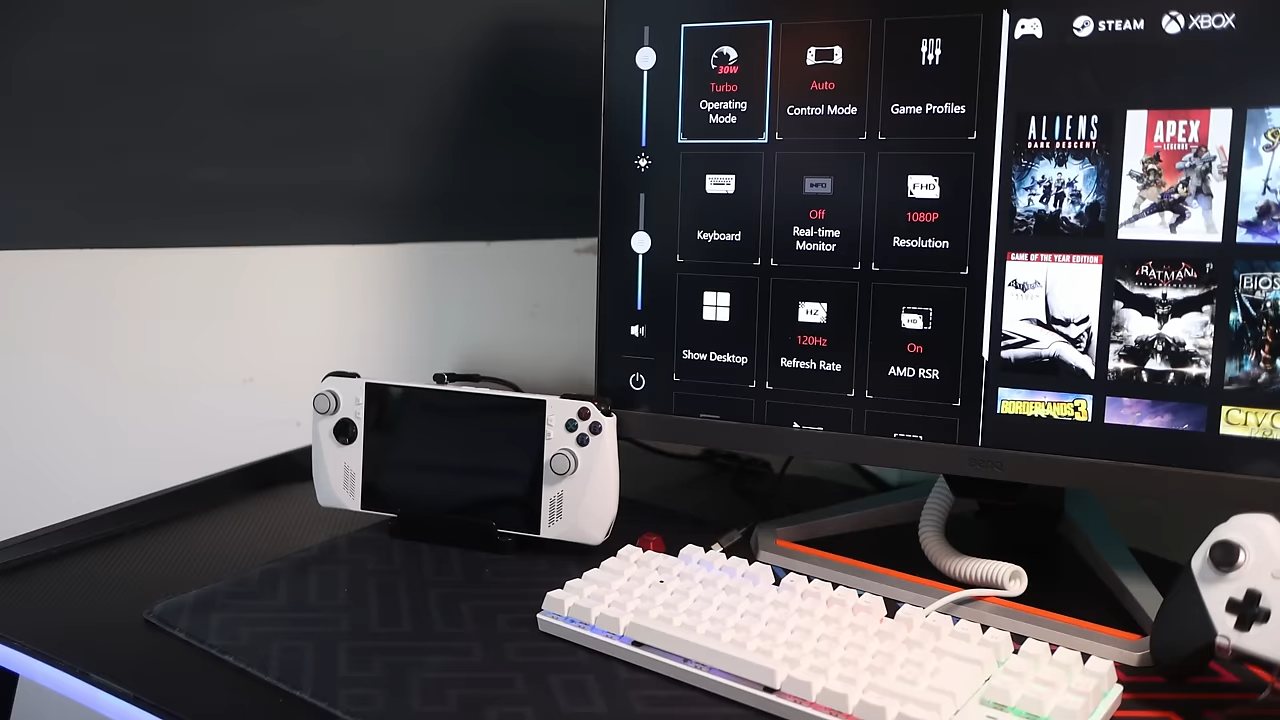 30W
Turbo
Operating
Mode
Auto
Control Mode
Game Profiles
Keyboard
INFO
Off
Real-time
Monitor
FHD
1080P
Resolution
Show Desktop
HZ
120Hz
Refresh Rate
HD
On
AMD RSR
STEAM
XBOX
ALIENS
DARK DESCENT
APEX
LEGENDS
GAME OF THE YEAR EDITION
BATMAN
BORDERLANDS 3
BenQ